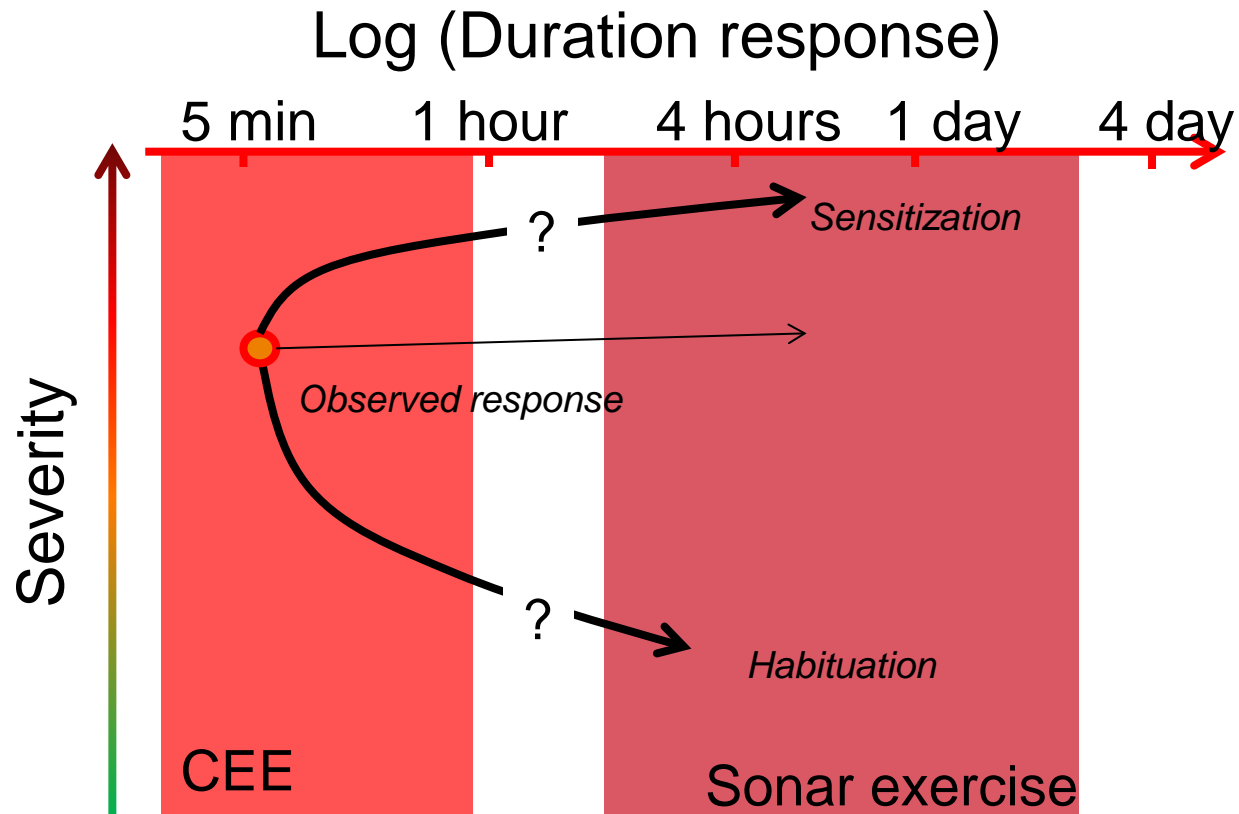 Log (Duration response)
5 min 1 hour 4 hours 1 day 4 day
?
Sensitization
Observed response
Severity
?
Habituation
CEE
Sonar exercise